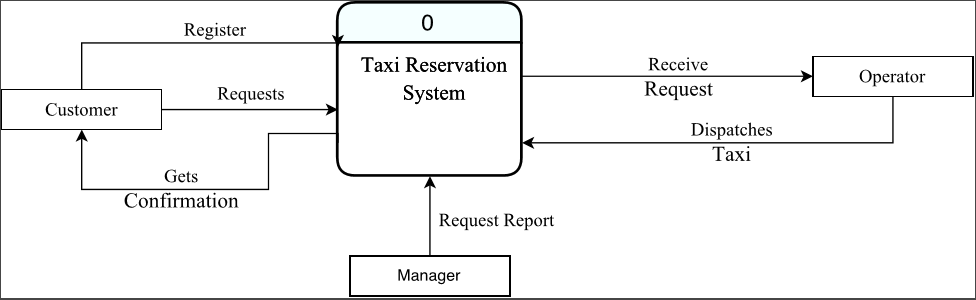 0
Register
Taxi Reservation
System
Receive
Request
Operator
Customer
Requests
Dispatches
Taxi
Gets
Confirmation
Request Report
Manager